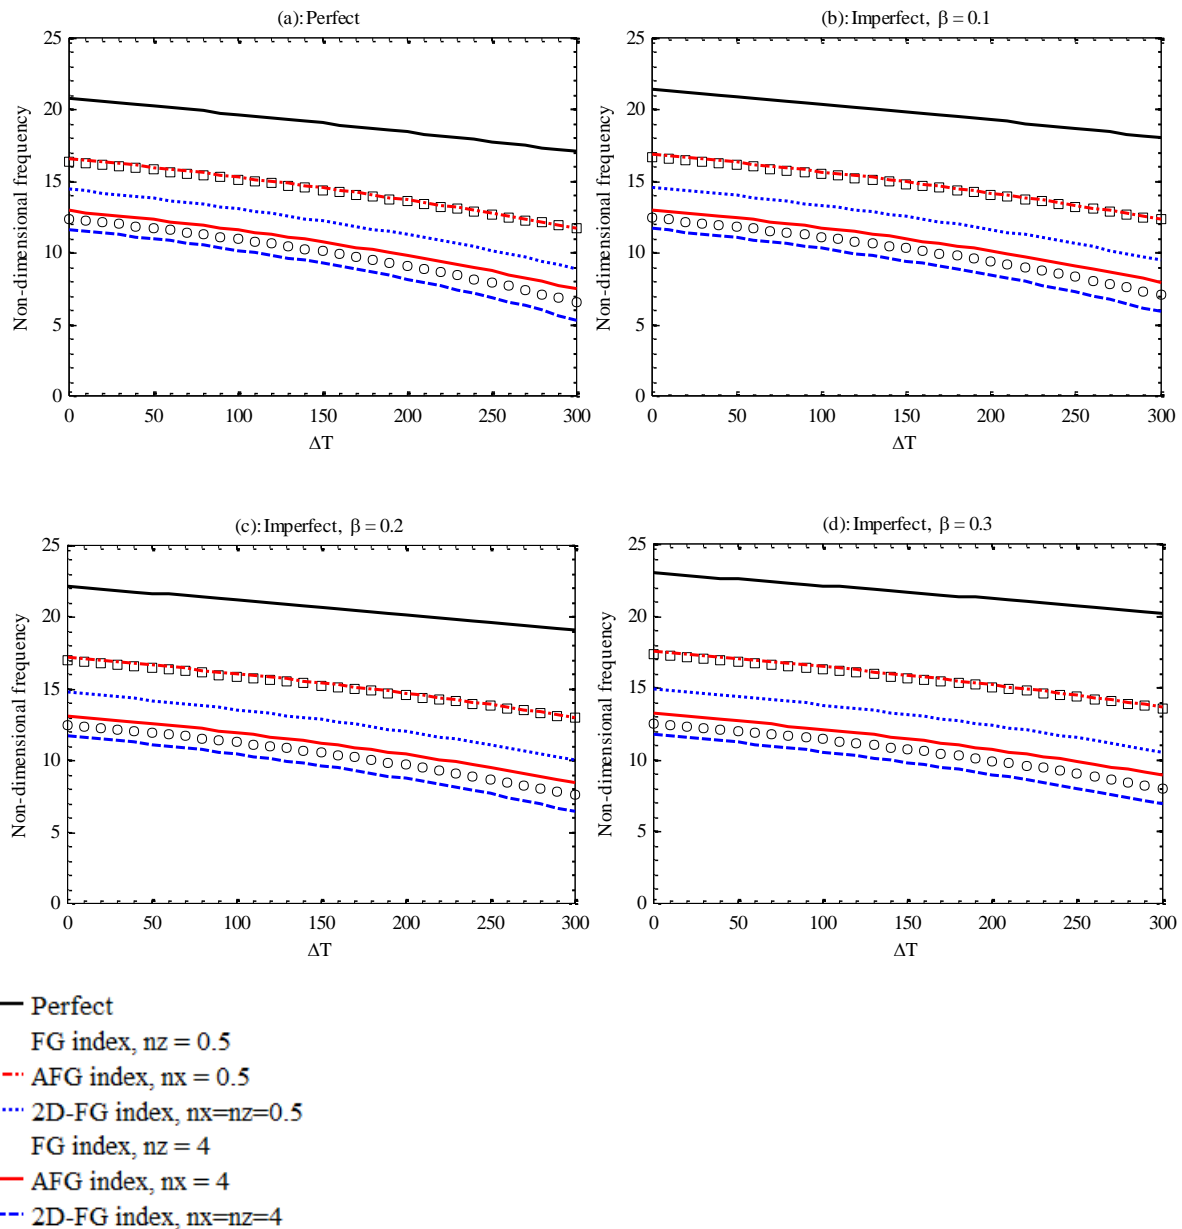 (a): Perfect
25
20
15
10
5
0
Non-dimensional frequency
0 50 100 150 200 250 300
ΔT
(b): Imperfect, β = 0.1
25
20
15
10
5
0
Non-dimensional frequency
0 50 100 150 200 250 300
ΔT
(c): Imperfect, β = 0.2
25
20
15
10
5
0
Non-dimensional frequency
0 50 100 150 200 250 300
ΔT
(d): Imperfect, β = 0.3
25
20
15
10
5
0
Non-dimensional frequency
0 50 100 150 200 250 300
ΔT
Perfect
FG index, nz = 0.5
AFG index, nx = 0.5
2D-FG index, nx=nz=0.5
FG index, nz = 4
AFG index, nx = 4
2D-FG index, nx=nz=4